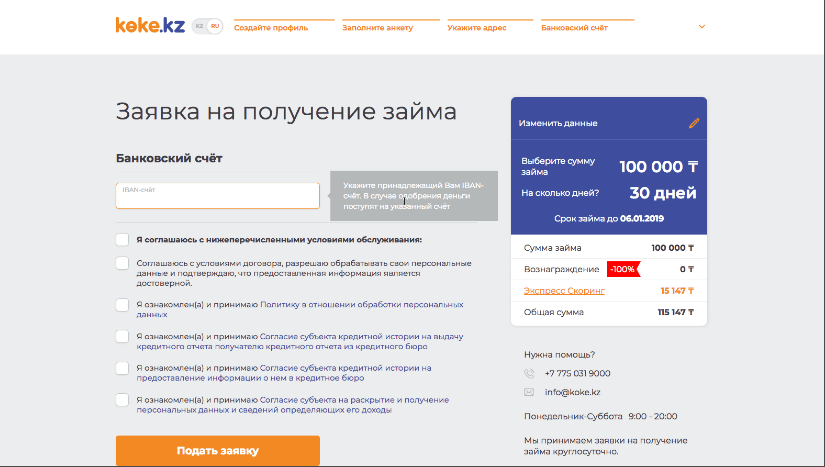 koke.kz KZ RU Создайте профиль Заполните анкету Укажите адрес Банковский счёт
Заявка на получение займа
Банковский счёт
IBAN-счёт
Укажите принадлежащий Вам IBAN-
счёт. В случае одобрения деньги
поступят на указанный счёт
Я соглашаюсь с нижеперечисленными условиями обслуживания:
Соглашаюсь с условиями договора, разрешаю обрабатывать свои персональные
данные и подтверждаю, что предоставленная информация является
достоверной.
Я ознакомлен(а) и принимаю Политику в отношении обработки персональных
данных
Я ознакомлен(а) и принимаю Согласие субъекта кредитной истории на выдачу
кредитного отчета получателю кредитного отчета из кредитного бюро
Я ознакомлен(а) и принимаю Согласие субъекта кредитной истории на
предоставление информации о нем в кредитное бюро
Я ознакомлен(а) и принимаю Согласие субъекта на раскрытие и получение
персональных данных и сведений определяющих его доходы
Подать заявку
Изменить данные
Выберите сумму
займа
100 000 ₸
На сколько дней? 30 дней
Срок займа до 06.01.2019
Сумма займа 100 000 ₸
Вознаграждение -100% 0 ₸
Экспресс Скоринг 15 147 ₸
Общая сумма 115 147 ₸
Нужна помощь?
+7 775 031 9000
info@koke.kz
Понедельник-Суббота 9:00 - 20:00
Мы принимаем заявки на получение
займа круглосуточно.